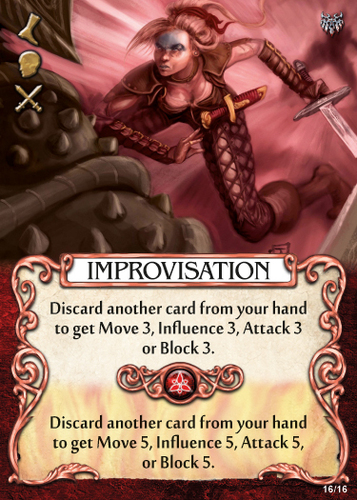 IMPROVISATION
Discard another card from your hand
to get Move 3, Influence 3, Attack 3
or Block 3.
Discard another card from your hand
to get Move 5, Influence 5, Attack 5,
or Block 5.
16/16